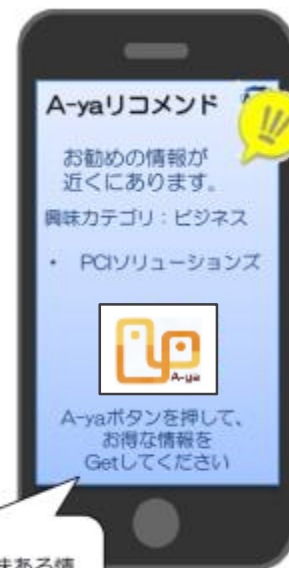 A-yaリコメンド
!!!
お勧めの情報が
近くにあります。
興味カテゴリ：ビジネス
・ PCIソリューションズ
A-ya
A-yaボタンを押して、
お得な情報を
Getしてください
ある情